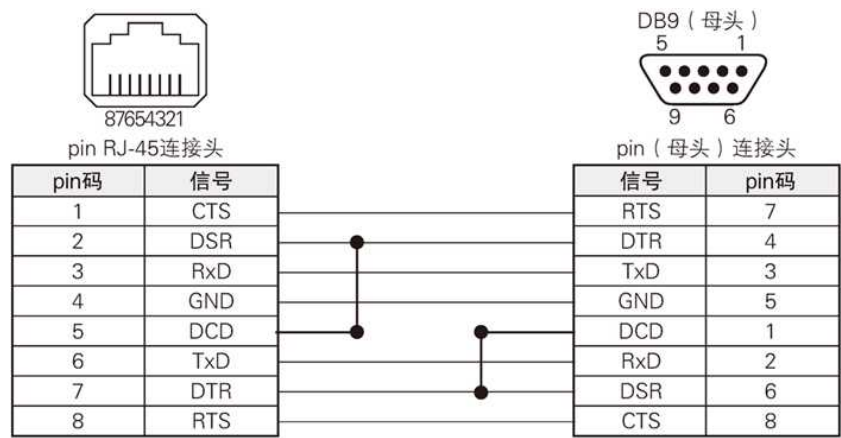 DB9（母头）
5 1
87654321
9 6
pin RJ-45连接头
pin（母头）连接头
pin码 信号 信号 pin码
1 CTS RTS 7
2 DSR DTR 4
3 RxD TxD 3
4 GND GND 5
5 DCD DCD 1
6 TxD RxD 2
7 DTR DSR 6
8 RTS CTS 8